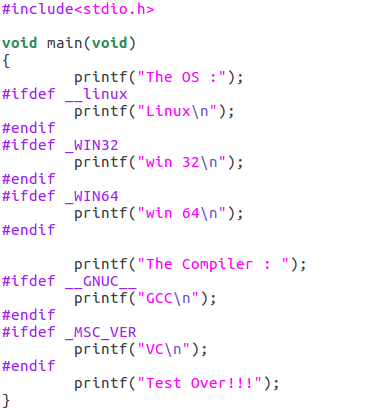 #include<stdio.h>
void main(void)
{
        printf("The OS :");
#ifdef __linux
        printf("Linux\n");
#endif
#ifdef _WIN32
        printf("win 32\n");
#endif
#ifdef _WIN64
        printf("win 64\n");
#endif
        printf("The Compiler : ");
#ifdef __GNUC__
        printf("GCC\n");
#endif
#ifdef _MSC_VER
        printf("VC\n");
#endif
        printf("Test Over!!!");
}